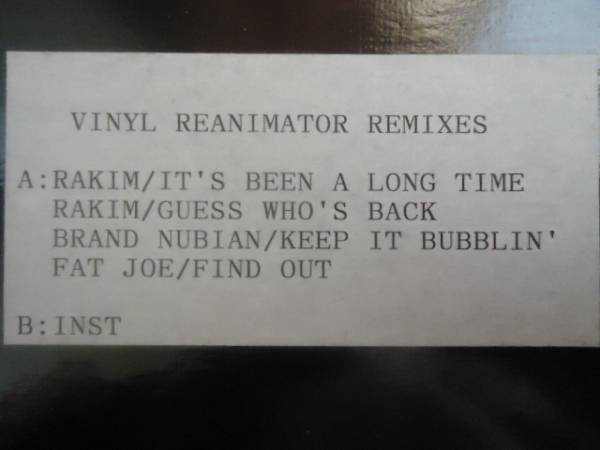 VINYL REANIMATOR REMIXES
A:RAKIM/IT'S BEEN A LONG TIME
RAKIM/GUESS WHO'S BACK
BRAND NUBIAN/KEEP IT BUBBLIN'
FAT JOE/FIND OUT
B:INST